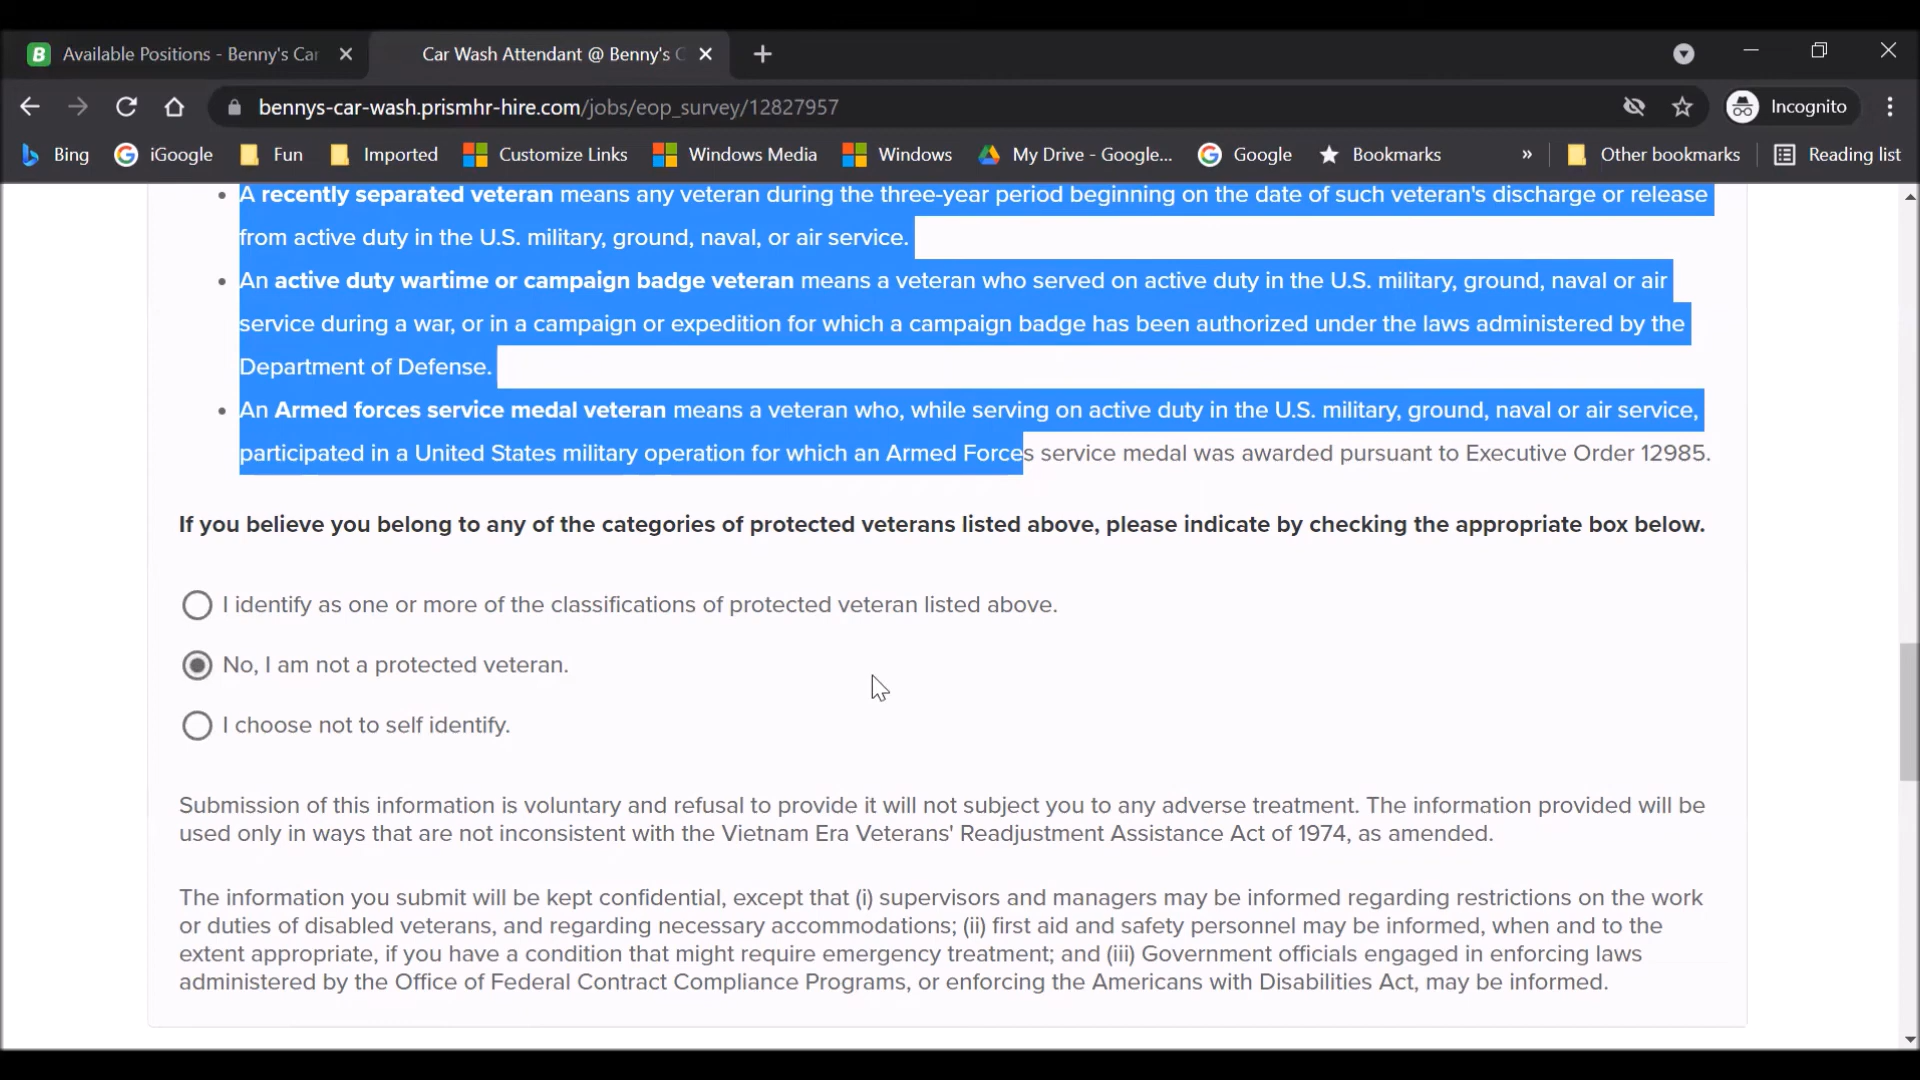 Available Positions - Benny's Car
Car Wash Attendant @ Benny's C
bennys-car-wash.prismhr-hire.com/jobs/eop_survey/12827957
Incognito
Bing
iGoogle
Fun
Imported
Customize Links
Windows Media
Windows
My Drive - Google...
Google
Bookmarks
»
Other bookmarks
Reading list
• A recently separated veteran means any veteran during the three-year period beginning on the date of such veteran's discharge or release
from active duty in the U.S. military, ground, naval, or air service.
• An active duty wartime or campaign badge veteran means a veteran who served on active duty in the U.S. military, ground, naval or air
service during a war, or in a campaign or expedition for which a campaign badge has been authorized under the laws administered by the
Department of Defense.
• An Armed forces service medal veteran means a veteran who, while serving on active duty in the U.S. military, ground, naval or air service,
participated in a United States military operation for which an Armed Forces service medal was awarded pursuant to Executive Order 12985.
If you believe you belong to any of the categories of protected veterans listed above, please indicate by checking the appropriate box below.
I identify as one or more of the classifications of protected veteran listed above.
No, I am not a protected veteran.
I choose not to self identify.
Submission of this information is voluntary and refusal to provide it will not subject you to any adverse treatment. The information provided will be
used only in ways that are not inconsistent with the Vietnam Era Veterans' Readjustment Assistance Act of 1974, as amended.
The information you submit will be kept confidential, except that (i) supervisors and managers may be informed regarding restrictions on the work
or duties of disabled veterans, and regarding necessary accommodations; (ii) first aid and safety personnel may be informed, when and to the
extent appropriate, if you have a condition that might require emergency treatment; and (iii) Government officials engaged in enforcing laws
administered by the Office of Federal Contract Compliance Programs, or enforcing the Americans with Disabilities Act, may be informed.